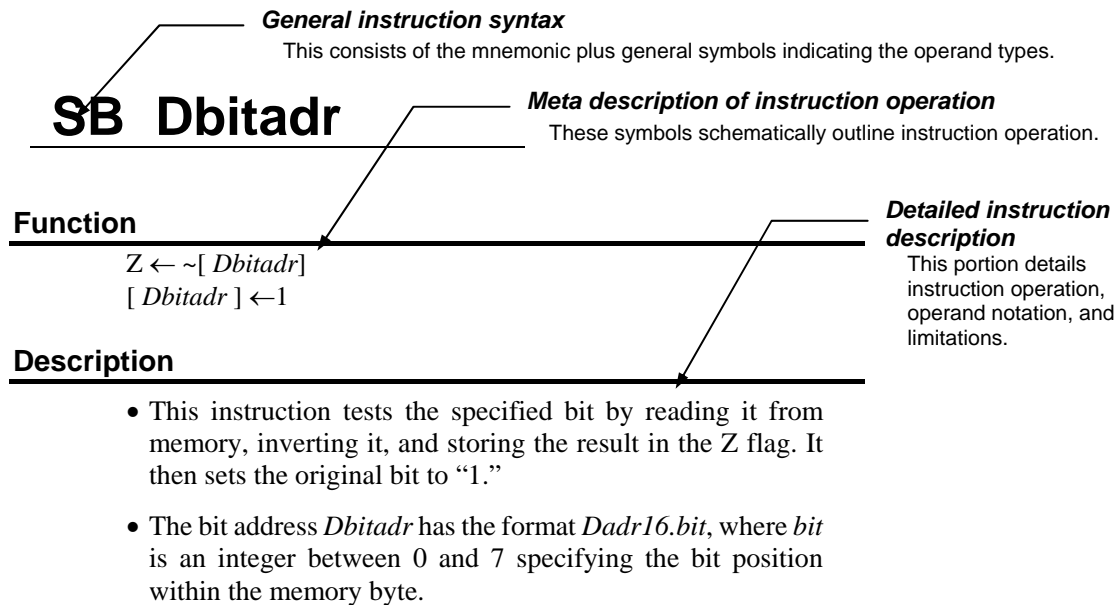 General instruction syntax
This consists of the mnemonic plus general symbols indicating the operand types.
SB Dbitadr
Meta description of instruction operation
These symbols schematically outline instruction operation.
Function
Z ← ~[ Dbitadr]
[ Dbitadr ] ←1
Detailed instruction
description
This portion details
instruction operation,
operand notation, and
limitations.
Description
• This instruction tests the specified bit by reading it from
memory, inverting it, and storing the result in the Z flag. It
then sets the original bit to “1.”
• The bit address Dbitadr has the format Dadr16.bit, where bit
is an integer between 0 and 7 specifying the bit position
within the memory byte.